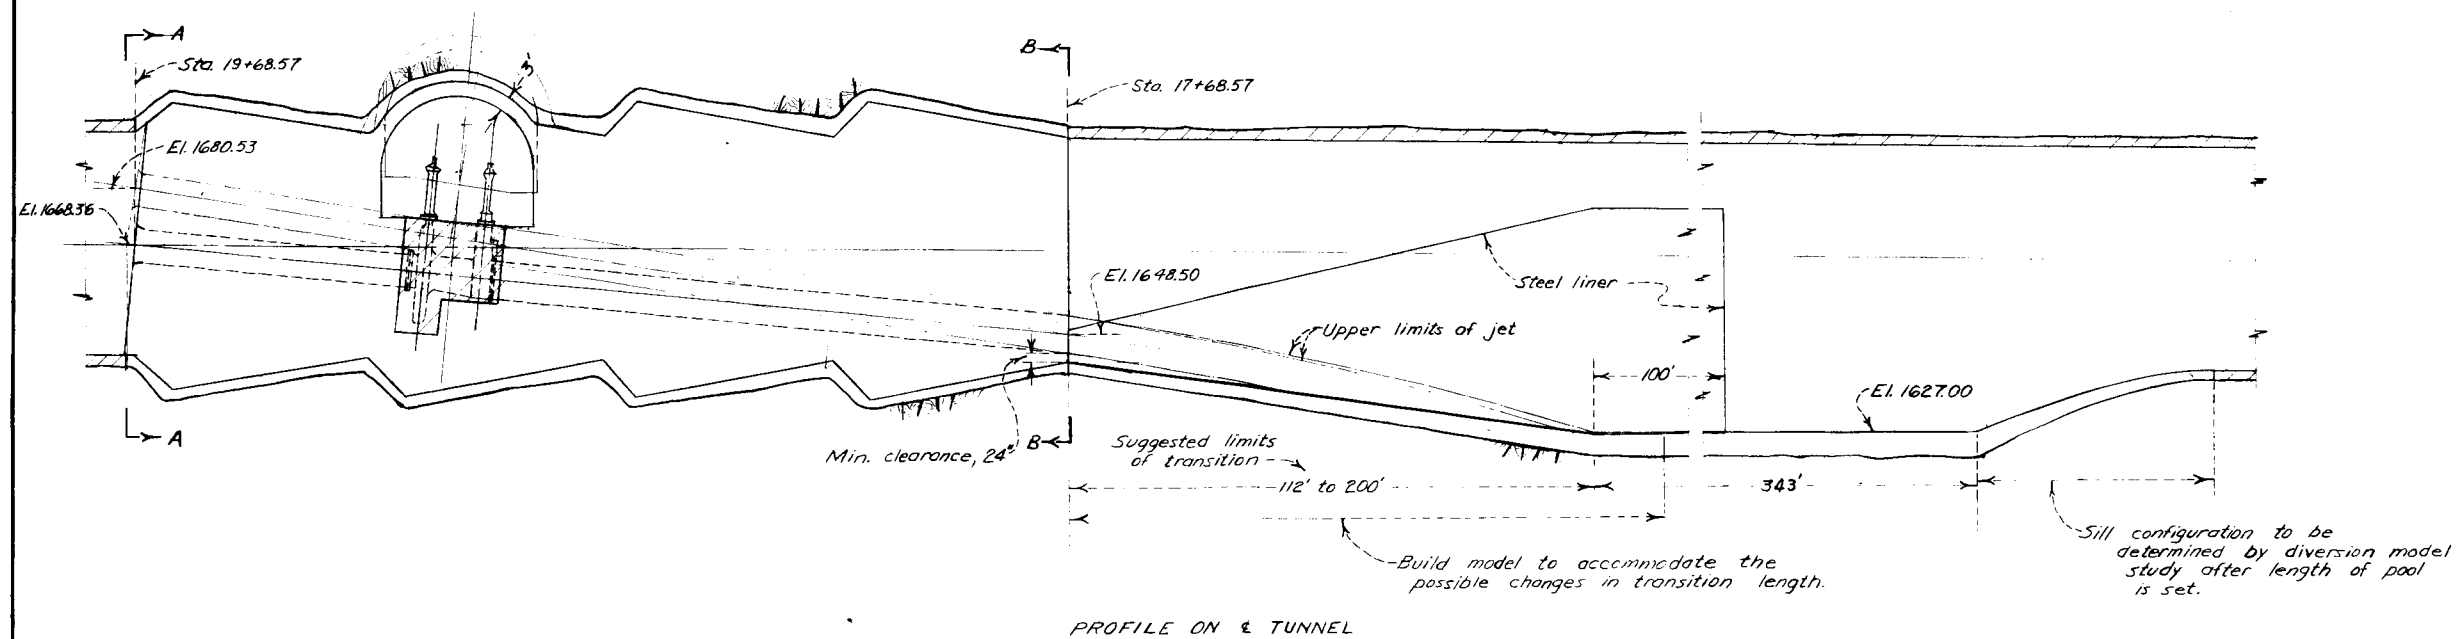 A
Sta. 19+68.57
3'
B
Sta. 17+68.57
El. 1680.53
El. 1668.36
El. 1648.50
Steel liner
Upper limits of jet
100'
El. 1627.00
A
B
Min. clearance, 24"
Suggested limits
of transition
112' to 200'
343'
Build model to accommodate the
possible changes in transition length.
Sill configuration to be
determined by diversion model
study after length of pool
is set.
PROFILE ON ℄ TUNNEL